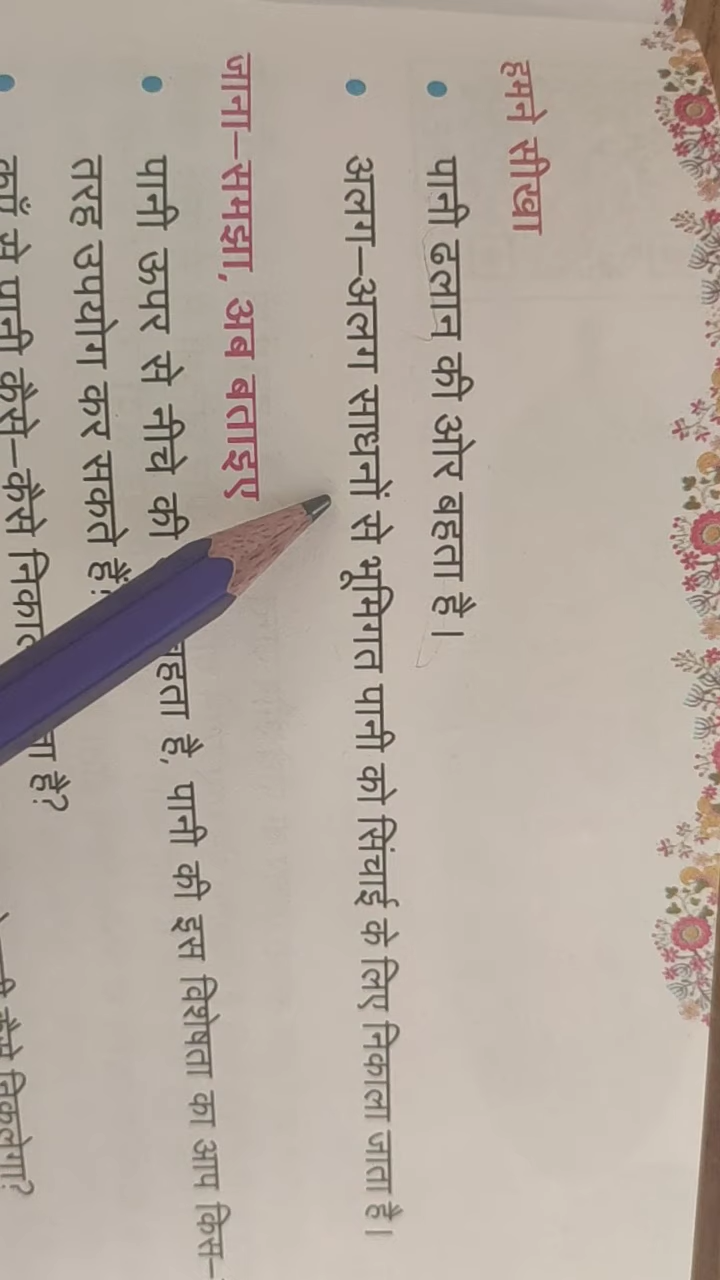 हमने सीखा
पानी ढलान की ओर बहता है।
अलग–अलग साधनों से भूमिगत पानी को सिंचाई के लिए निकाला जाता है।
जाना–समझा, अब बताइए
पानी ऊपर से नीचे की है, पानी की इस विशेषता का आप किस–
तरह उपयोग कर सकते हैं?
से पानी कैसे–कैसे है?